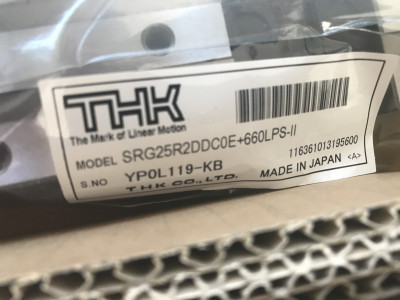 THK
The Mark of Linear Motion
MODEL SRG25R2DDC0E+660LPS-II
116361013195600
S.NO YP0L119-KB
MADE IN JAPAN <A>
THK CO., LTD.